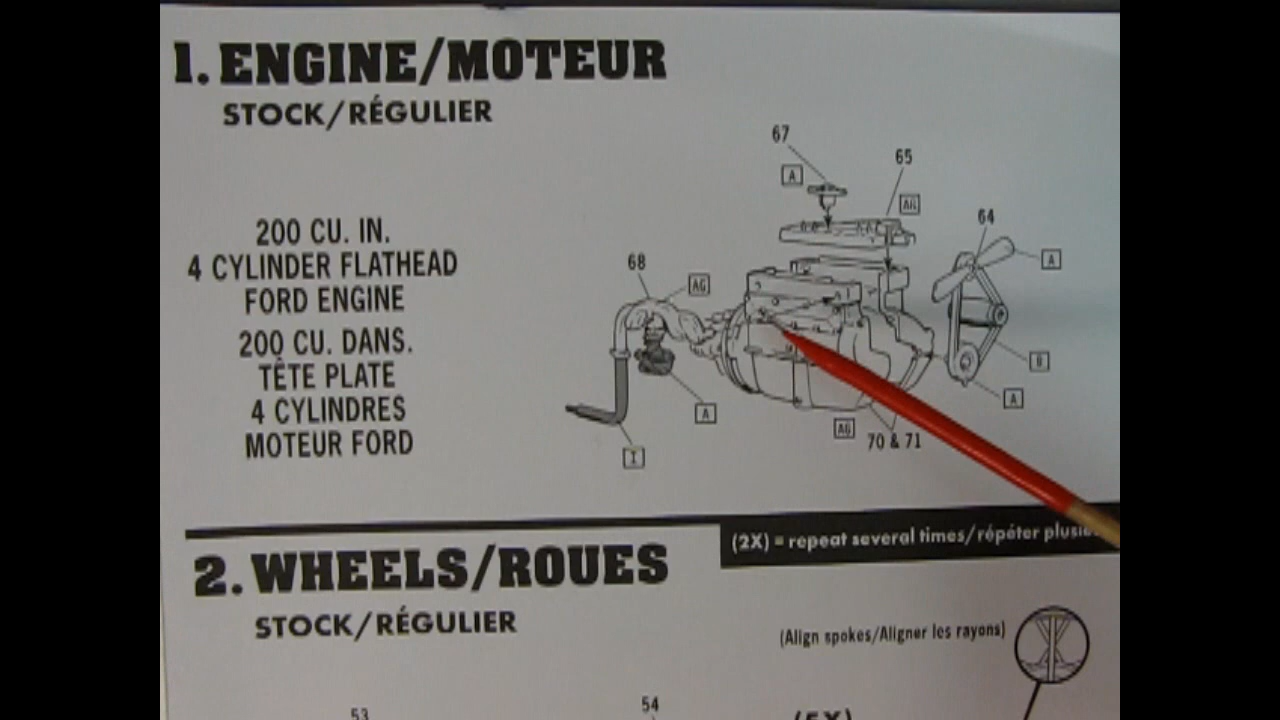 1. ENGINE/MOTEUR
STOCK/RÉGULIER
200 CU. IN.
4 CYLINDER FLATHEAD
FORD ENGINE
200 CU. DANS.
TÊTE PLATE
4 CYLINDRES
MOTEUR FORD
67
A
65
AG
64
A
68
AG
B
A
A
AG
70 & 71
I
(2X) = repeat several times/répéter
2. WHEELS/ROUES
STOCK/RÉGULIER
(Align spokes/Aligner les rayons)
53
54
(5X)